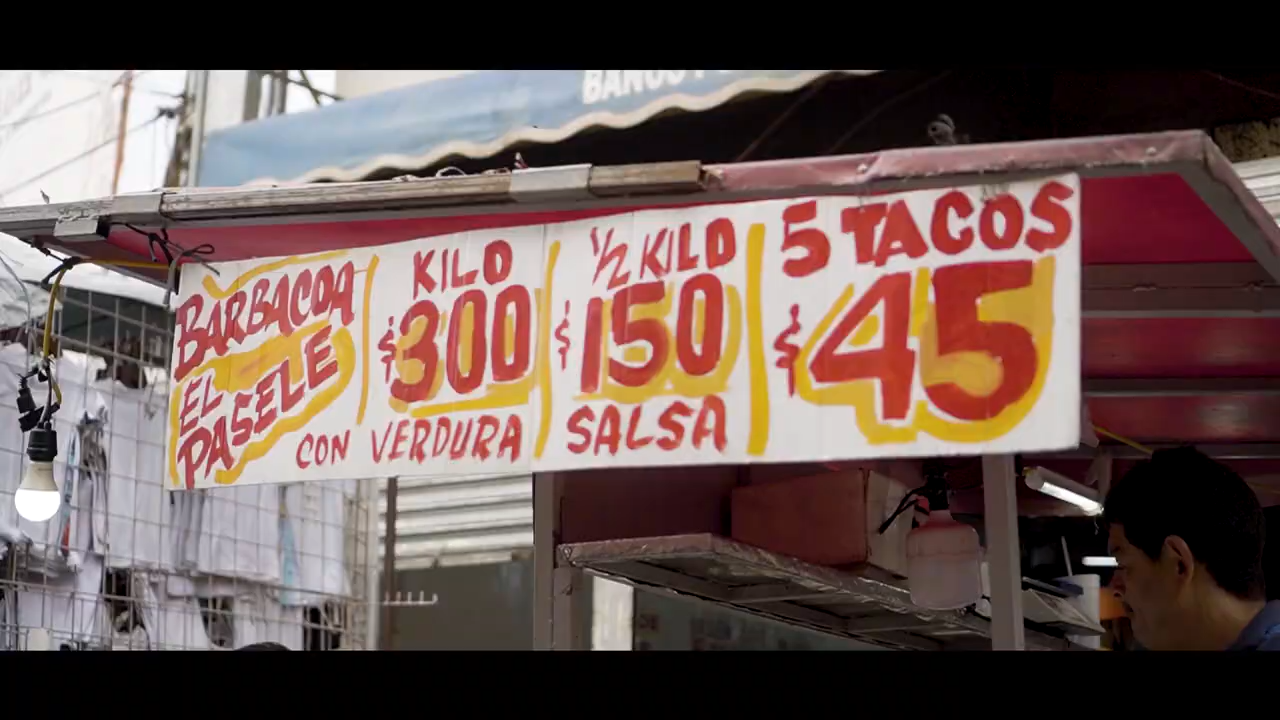 BARBACOA
EL
PASELE
KILO
$300
CON VERDURA
1/2 KILO
$150
SALSA
5 TACOS
$45